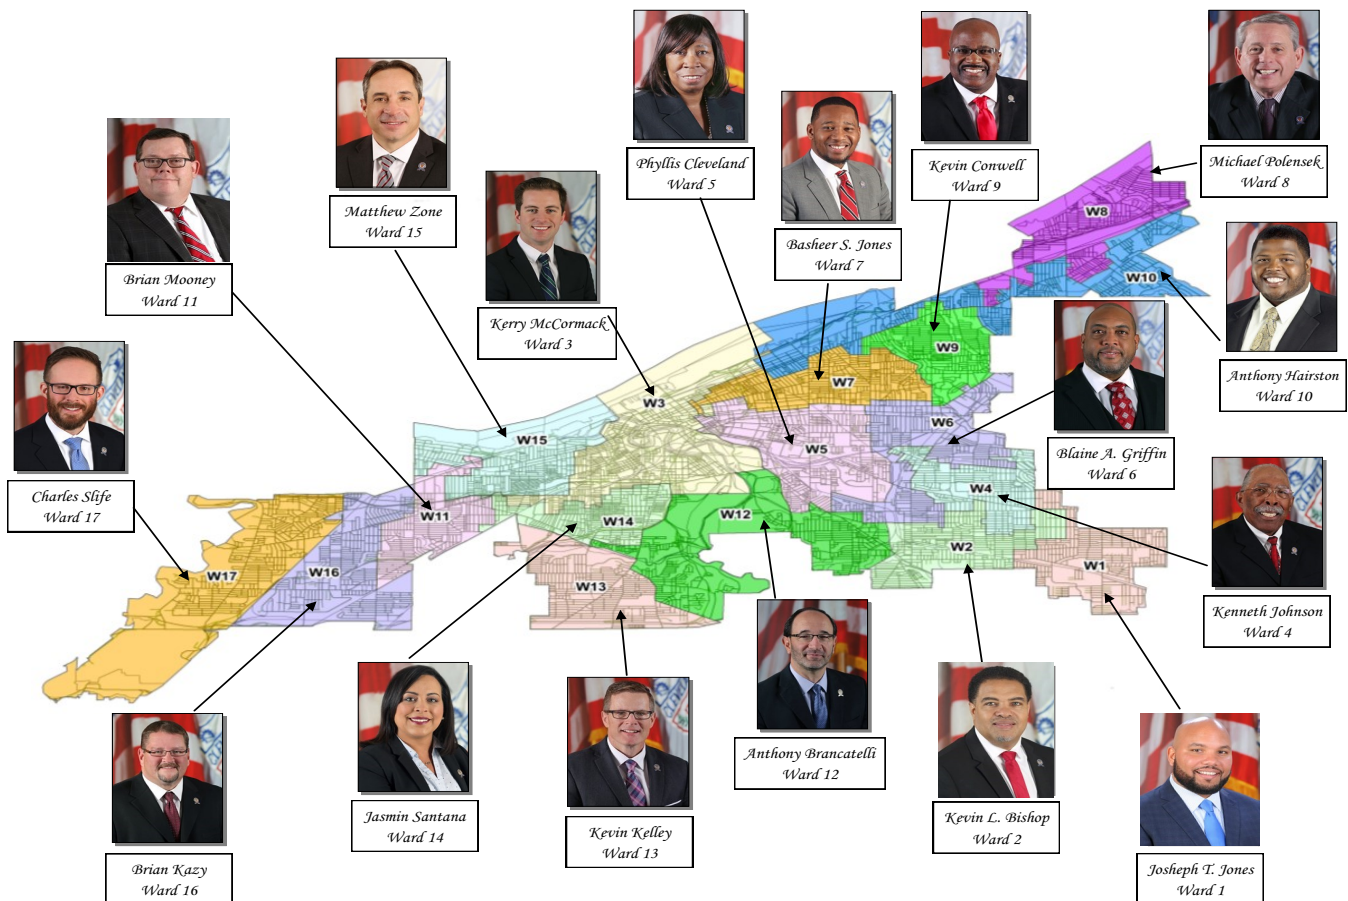 Phyllis Cleveland
Ward 5
Kevin Conwell
Ward 9
Michael Polensek
Ward 8
Matthew Zone
Ward 15
Basheer S. Jones
Ward 7
Brian Mooney
Ward 11
Kerry McCormack
Ward 3
Anthony Hairston
Ward 10
Charles Slife
Ward 17
Blaine A. Griffin
Ward 6
Kenneth Johnson
Ward 4
W8
W10
W9
W7
W3
W6
W15
W5
W4
W11
W14
W12
W2
W17
W16
W13
W1
Brian Kazy
Ward 16
Jasmin Santana
Ward 14
Kevin Kelley
Ward 13
Anthony Brancatelli
Ward 12
Kevin L. Bishop
Ward 2
Josheph T. Jones
Ward 1